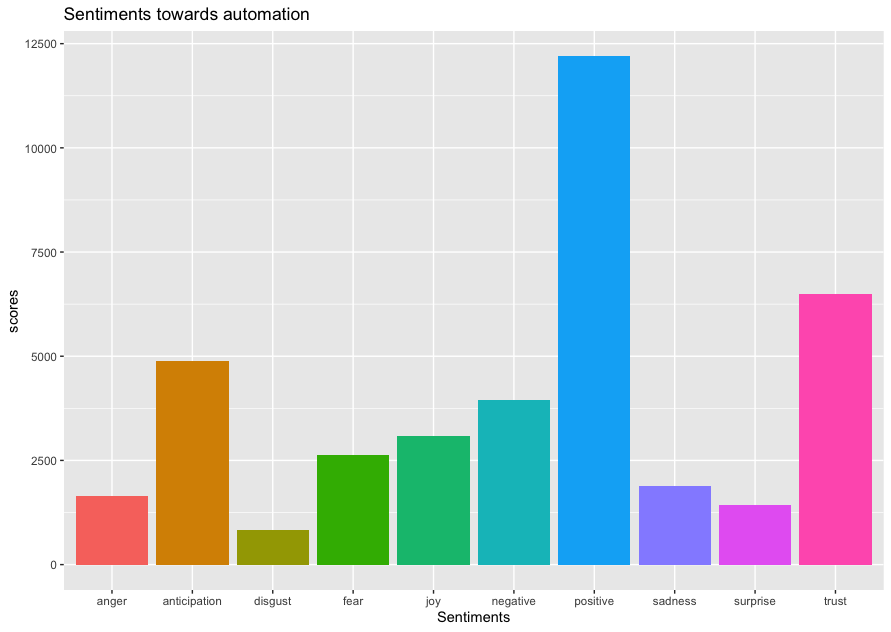 Sentiments towards automation
12500
10000
7500
5000
2500
0
scores
anger anticipation disgust fear joy negative positive sadness surprise trust
Sentiments